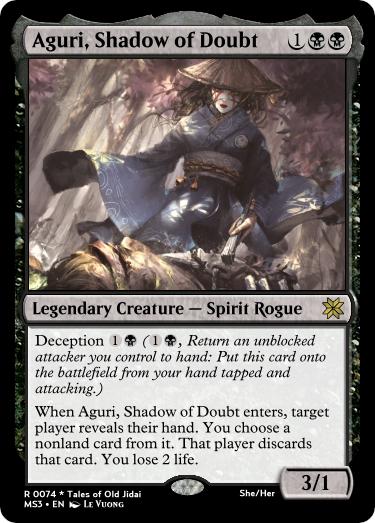 Aguri, Shadow of Doubt 1
Legendary Creature — Spirit Rogue
Deception 1 (1, Return an unblocked
attacker you control to hand: Put this card onto
the battlefield from your hand tapped and
attacking.)
When Aguri, Shadow of Doubt enters, target
player reveals their hand. You choose a
nonland card from it. That player discards
that card. You lose 2 life.
3/1
R 0074 * Tales of Old Jidai She/Her
MS3 • EN Le Vuong